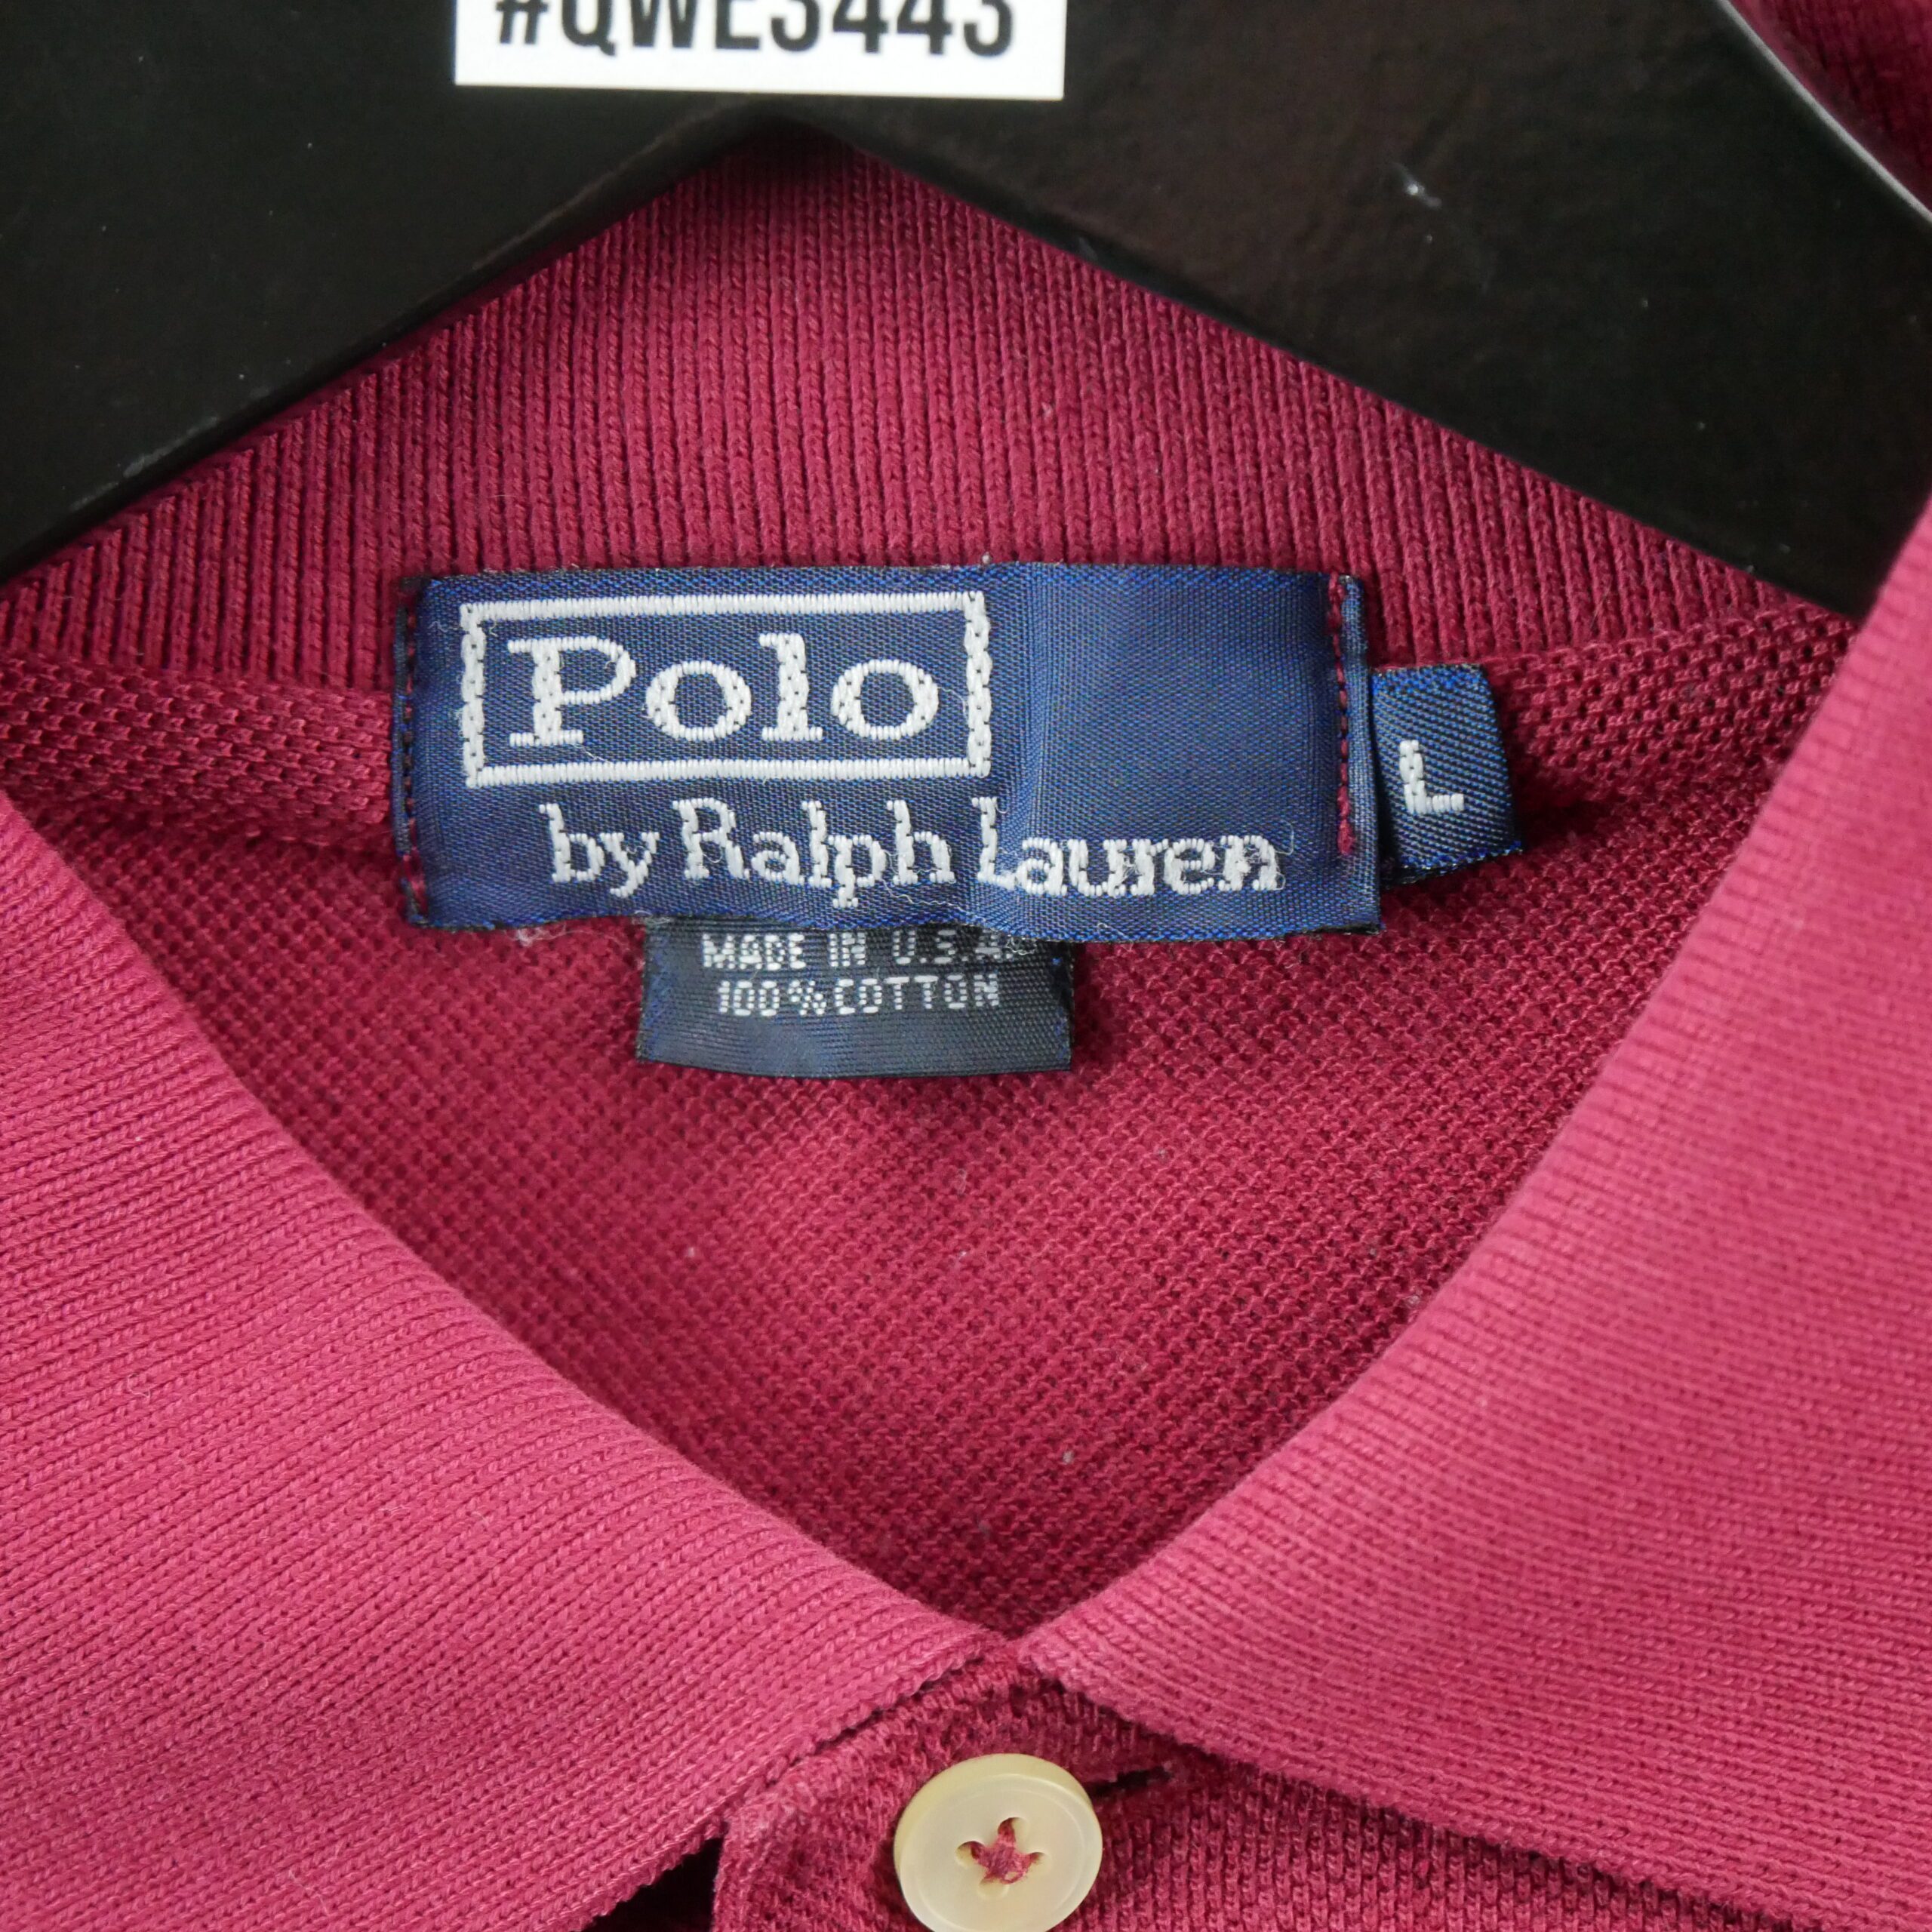 #QWE3443
Polo
by Ralph Lauren
L
MADE IN U.S.A.
100% COTTON